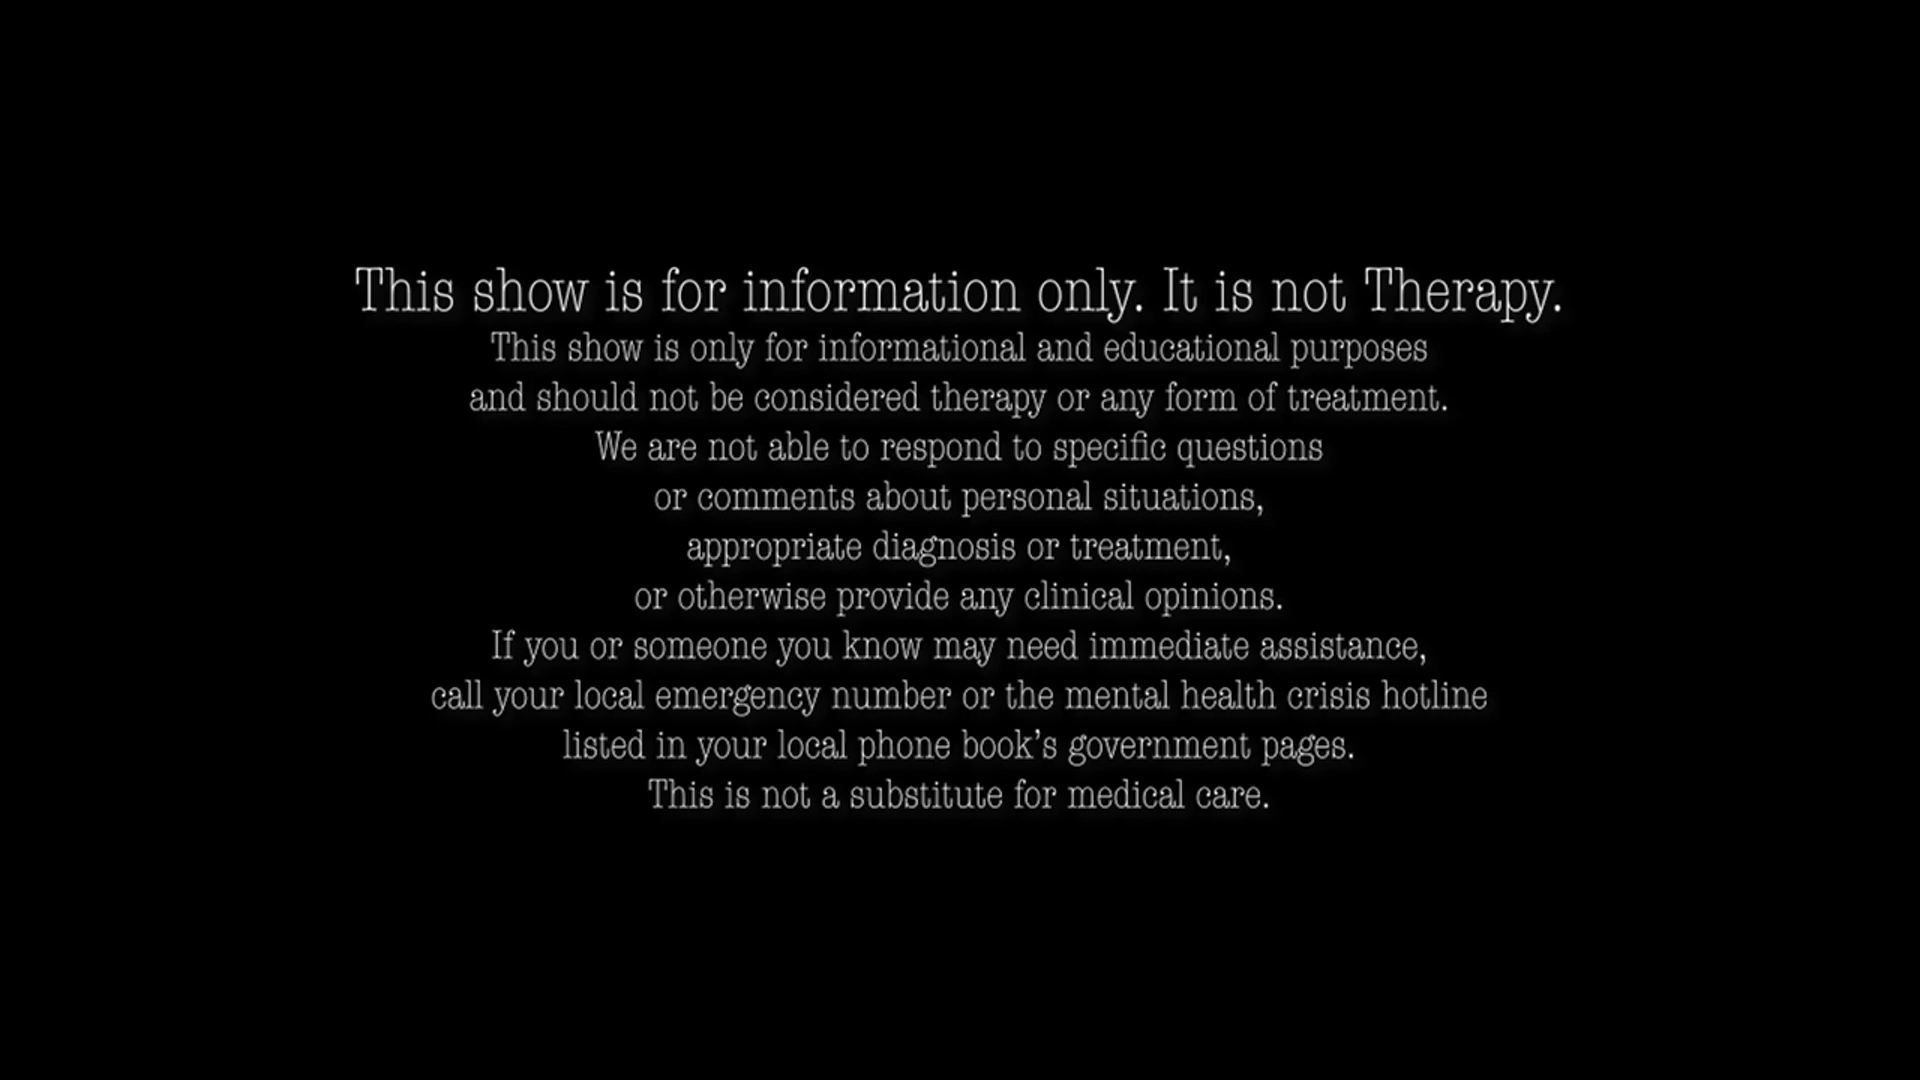 This show is for information only. It is not Therapy.
This show is only for informational and educational purposes
and should not be considered therapy or any form of treatment.
We are not able to respond to specific questions
or comments about personal situations,
appropriate diagnosis or treatment,
or otherwise provide any clinical opinions.
If you or someone you know may need immediate assistance,
call your local emergency number or the mental health crisis hotline
listed in your local phone book’s government pages.
This is not a substitute for medical care.